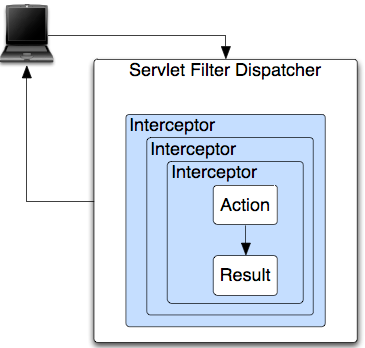 Servlet Filter Dispatcher
Interceptor
Interceptor
Interceptor
Action
Result